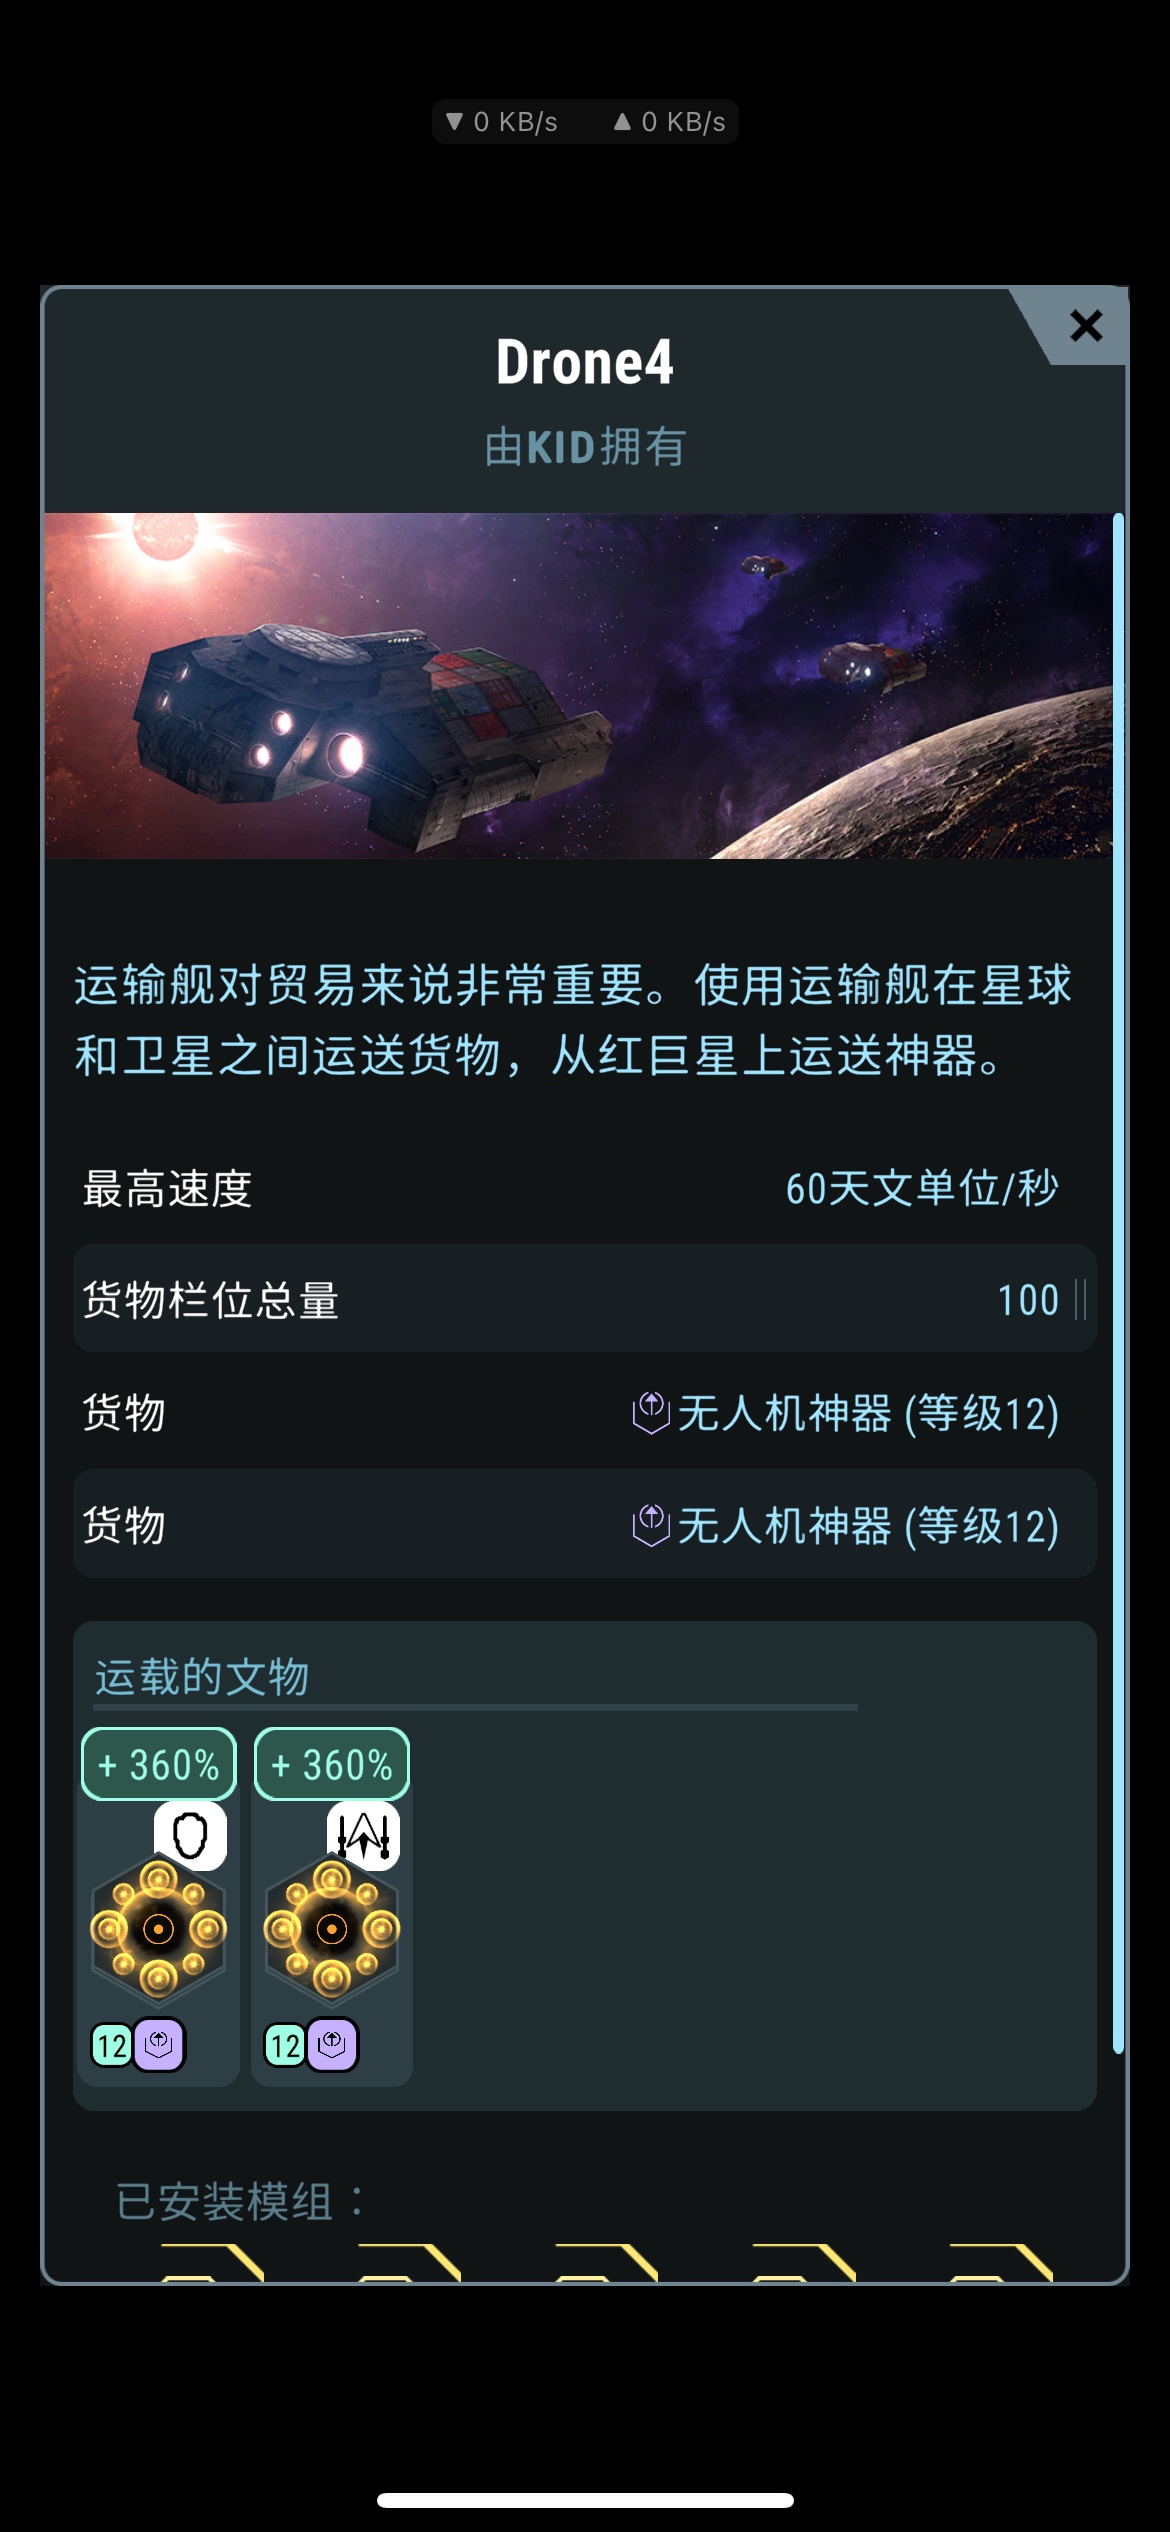 ▼ 0 KB/s ▲ 0 KB/s
Drone4
由KID拥有
运输舰对贸易来说非常重要。使用运输舰在星球
和卫星之间运送货物，从红巨星上运送神器。
最高速度 60天文单位/秒
货物栏位总量 100
货物 无人机神器 (等级12)
货物 无人机神器 (等级12)
运载的文物
+ 360% + 360%
12 12
已安装模组：